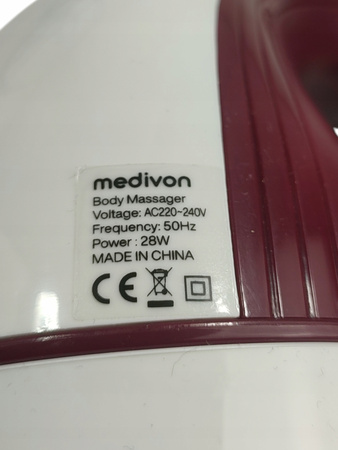 medivon
Body Massager
Voltage: AC220~240V
Frequency: 50Hz
Power : 28W
MADE IN CHINA
CE